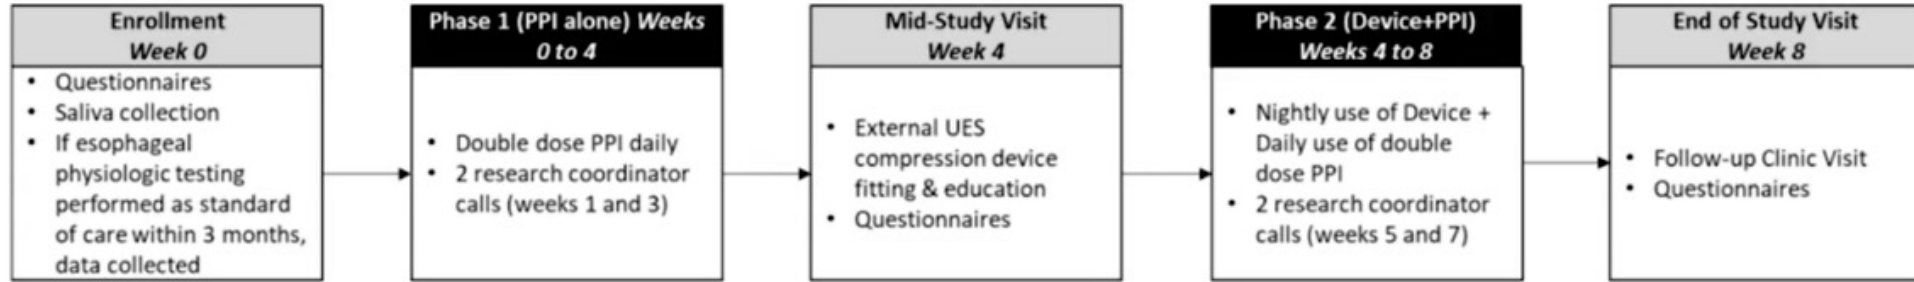 Enrollment
Week 0
• Questionnaires
• Saliva collection
• If esophageal
physiologic testing
performed as standard
of care within 3 months,
data collected
Phase 1 (PPI alone) Weeks
0 to 4
• Double dose PPI daily
• 2 research coordinator
calls (weeks 1 and 3)
Mid-Study Visit
Week 4
• External UES
compression device
fitting & education
• Questionnaires
Phase 2 (Device+PPI)
Weeks 4 to 8
• Nightly use of Device +
Daily use of double
dose PPI
• 2 research coordinator
calls (weeks 5 and 7)
End of Study Visit
Week 8
• Follow-up Clinic Visit
• Questionnaires